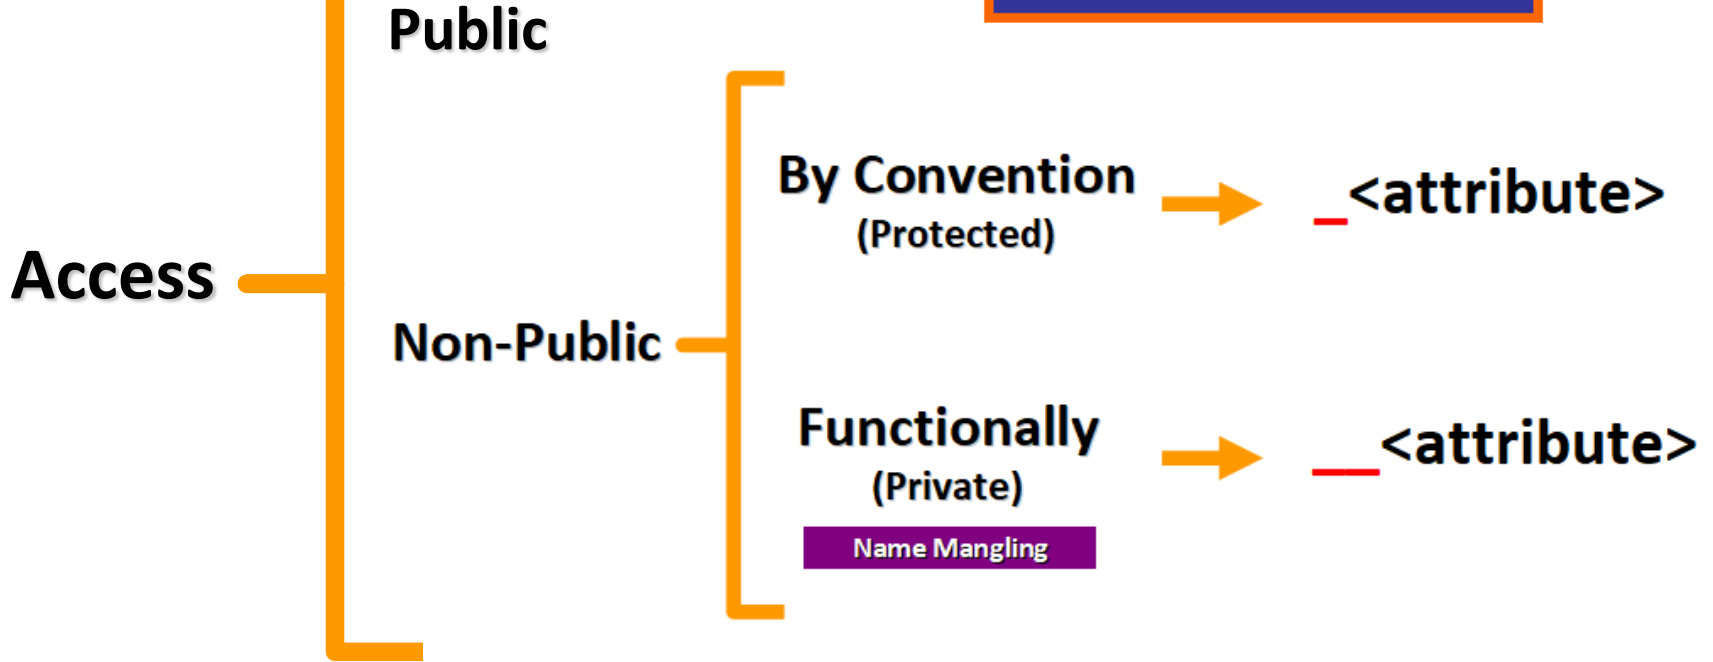 Public
By Convention
(Protected)
_<attribute>
Access
Non-Public
Functionally
(Private)
__<attribute>
Name Mangling